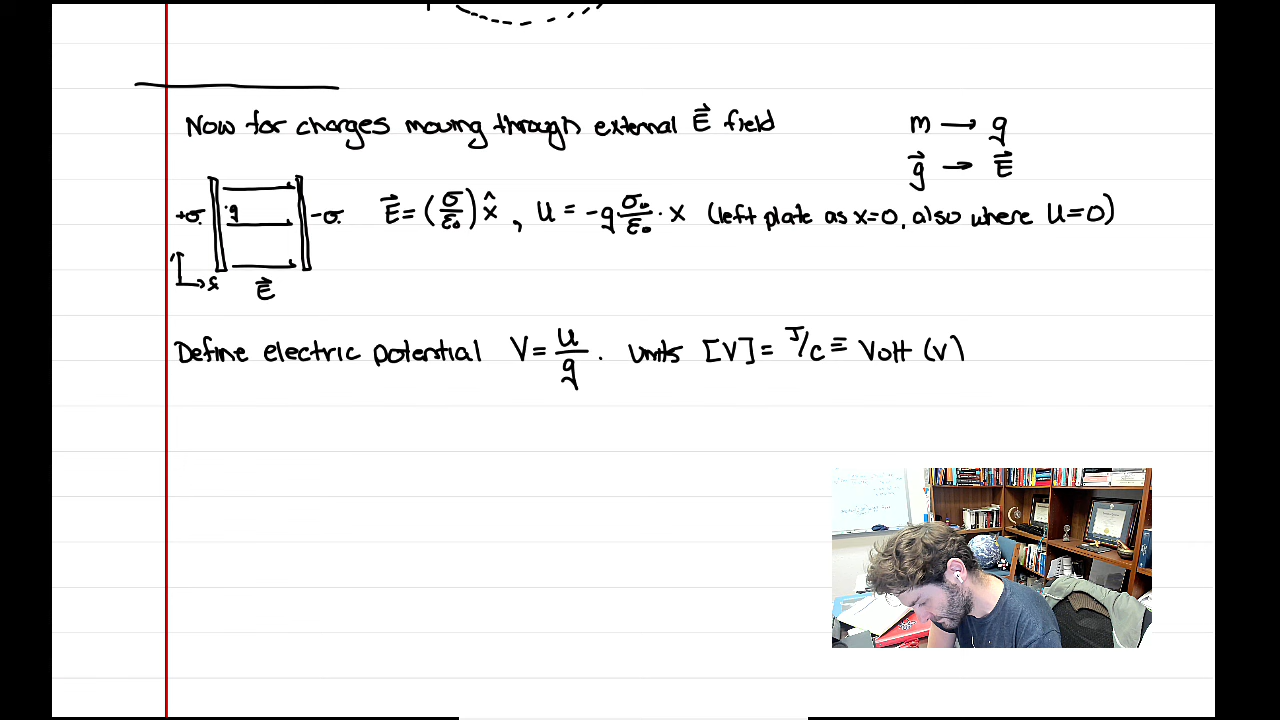 Now for charges moving through external E⃗ field
m → q
g⃗ → E⃗
+σ q -σ E⃗ = (σ/ε₀) x̂ , U = -q σ₀/ε₀ · x (left plate as x=0, also where U=0)
x
E⃗
Define electric potential V = U/q . Units [V] = J/C ≡ Volt (V)